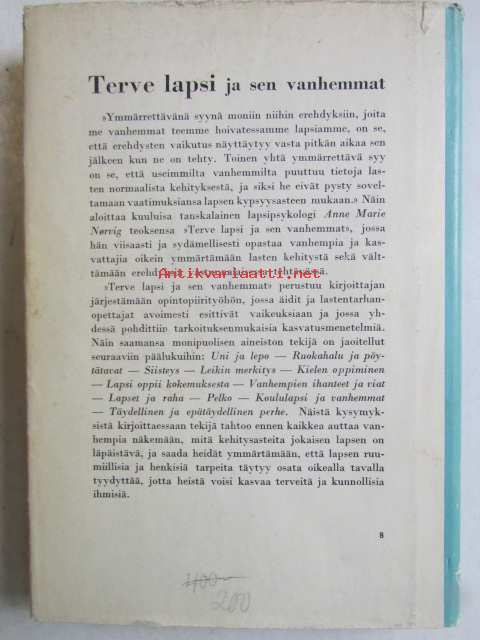 Terve lapsi ja sen vanhemmat
»Ymmärrettävänä syynä moniin niihin erehdyksiin, joita
me vanhemmat teemme hoivatessamme lapsiamme, on se,
että erehdysten vaikutus näyttäytyy vasta pitkän aikaa sen
jälkeen kun ne on tehty. Toinen yhtä ymmärrettävä syy
on se, että useimmilta vanhemmilta puuttuu tietoja las-
ten normaalista kehityksestä, ja siksi he eivät pysty sovel-
tamaan vaatimuksiansa lapsen kypsyysasteen mukaan.» Näin
aloittaa kuuluisa tanskalainen lapsipsykologi Anne Marie
Nørvig teoksensa »Terve lapsi ja sen vanhemmat», jossa
hän viisaasti ja sydämellisesti opastaa vanhempia ja kas-
vattajia oikein ymmärtämään lasten kehitystä sekä vält-
tämään
Antikvariaatti.net
»Terve lapsi ja sen vanhemmat» perustuu kirjoittajan
järjestämään opintopiirityöhön, jossa äidit ja lastentarhan-
opettajat avoimesti esittivät vaikeuksiaan ja jossa yh-
dessä pohdittiin tarkoituksenmukaisia kasvatusmenetelmiä.
Näin saamansa monipuolisen aineiston tekijä on jaoitellut
seuraaviin päälukuihin: Uni ja lepo — Ruokahalu ja pöy-
tätavat — Siisteys — Leikin merkitys — Kielen oppiminen
— Lapsi oppii kokemuksesta — Vanhempien ihanteet ja viat
— Lapset ja raha — Pelko — Koululapsi ja vanhemmat
— Täydellinen ja epätäydellinen perhe. Näistä kysymyk-
sistä kirjoittaessaan tekijä tahtoo ennen kaikkea auttaa van-
hempia näkemään, mitä kehitysasteita jokaisen lapsen on
läpäistävä, ja saada heidät ymmärtämään, että lapsen ruu-
miillisia ja henkisiä tarpeita täytyy osata oikealla tavalla
tyydyttää, jotta heistä voisi kasvaa terveitä ja kunnollisia
ihmisiä.
8
400
200